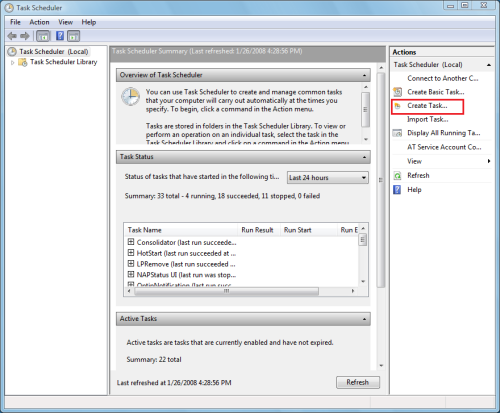 Task Scheduler
File Action View Help
Task Scheduler (Local)
Task Scheduler Library
Task Scheduler Summary (Last refreshed: 1/26/2008 4:28:56 PM)
Overview of Task Scheduler
You can use Task Scheduler to create and manage common tasks
that your computer will carry out automatically at the times you
specify. To begin, click a command in the Action menu.
Tasks are stored in folders in the Task Scheduler Library. To view or
perform an operation on an individual task, select the task in the
Task Scheduler Library and click on a command in the Action menu
Task Status
Status of tasks that have started in the following ti... Last 24 hours
Summary: 33 total - 4 running, 18 succeeded, 11 stopped, 0 failed
Task Name Run Result Run Start Run E
Consolidator (last run succeede...
HotStart (last run succeeded at ...
LPRemove (last run succeeded ...
NAPStatus UI (last run was stop...
OptinNotification (last run succ...
Active Tasks
Active tasks are tasks that are currently enabled and have not expired.
Summary: 22 total
Last refreshed at 1/26/2008 4:28:56 PM Refresh
Actions
Task Scheduler (Local)
Connect to Another C...
Create Basic Task...
Create Task...
Import Task...
Display All Running Ta...
AT Service Account Co...
View
Refresh
Help